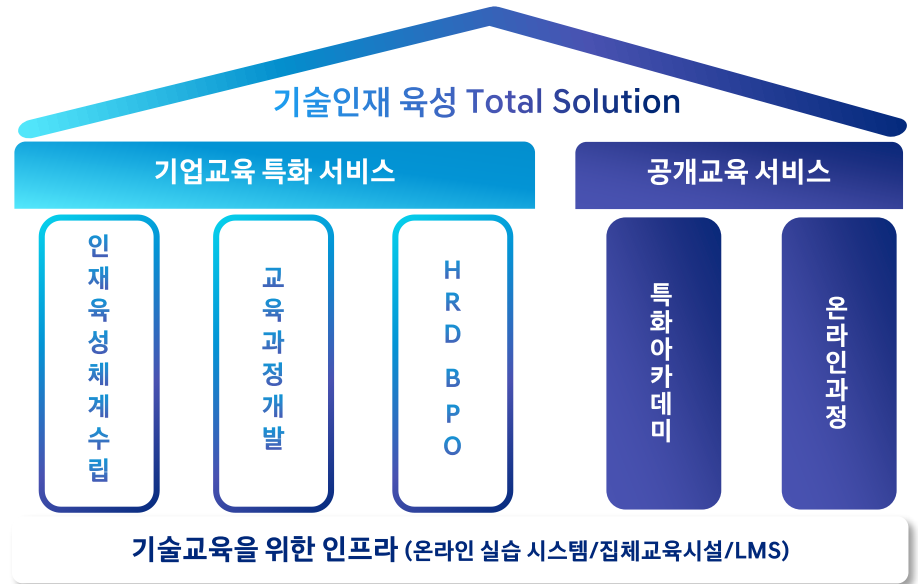 기술인재 육성 Total Solution
기업교육 특화 서비스
공개교육 서비스
인재육성체계수립
교육과정개발
HRD BPO
특화아카데미
온라인과정
기술교육을 위한 인프라 (온라인 실습 시스템/집체교육시설/LMS)